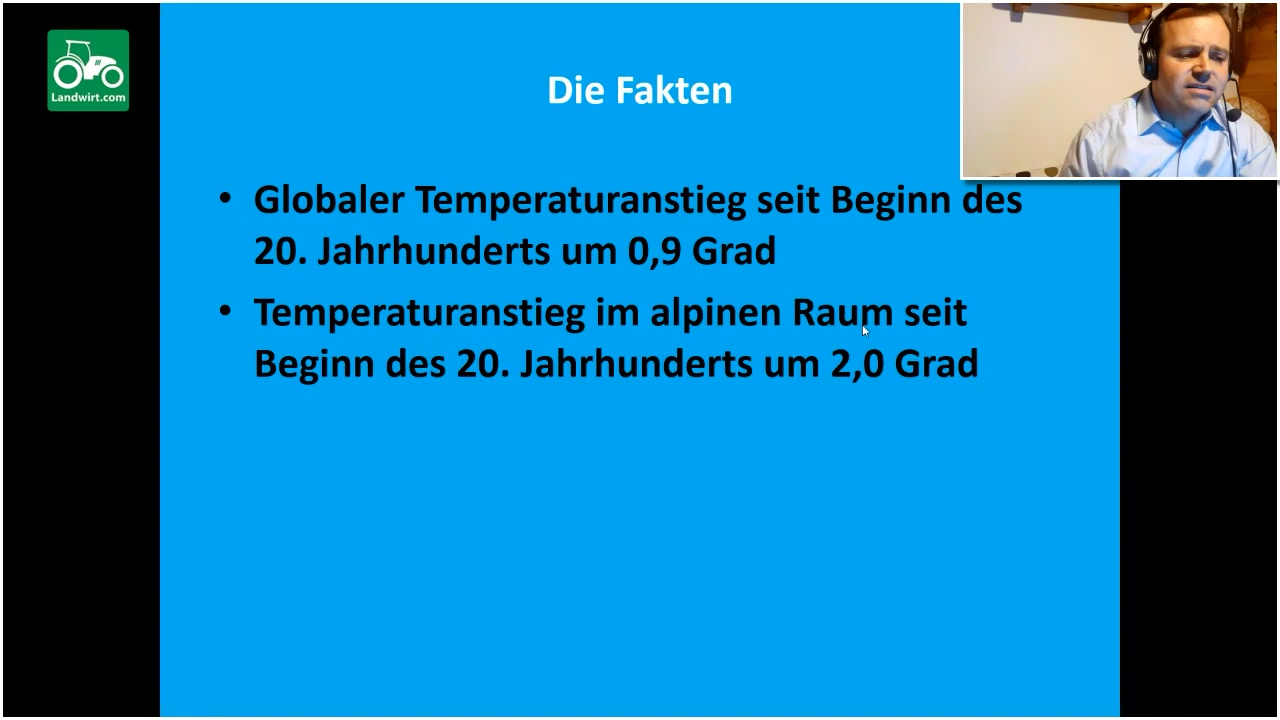 Landwirt.com
Die Fakten
• Globaler Temperaturanstieg seit Beginn des
20. Jahrhunderts um 0,9 Grad
• Temperaturanstieg im alpinen Raum seit
Beginn des 20. Jahrhunderts um 2,0 Grad